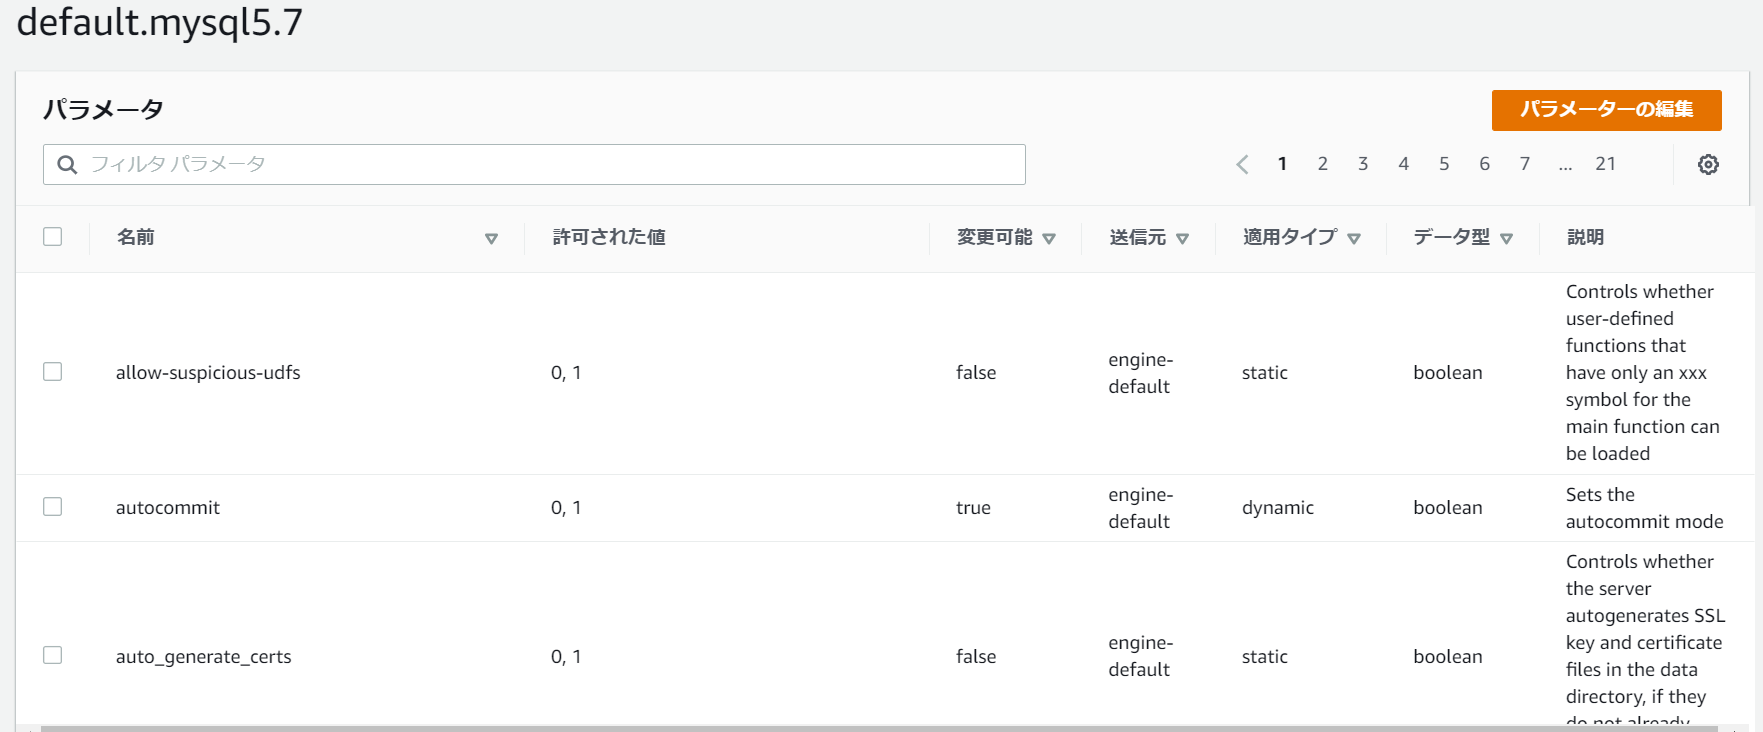 default.mysql5.7
パラメータ
パラメーターの編集
フィルタ パラメータ
1 2 3 4 5 6 7 ... 21
名前 許可された値 変更可能 送信元 適用タイプ データ型 説明
allow-suspicious-udfs 0, 1 false engine-default static boolean
Controls whether
user-defined
functions that
have only an xxx
symbol for the
main function can
be loaded
autocommit 0, 1 true engine-default dynamic boolean
Sets the
autocommit mode
auto_generate_certs 0, 1 false engine-default static boolean
Controls whether
the server
autogenerates SSL
key and certificate
files in the data
directory, if they
do not already